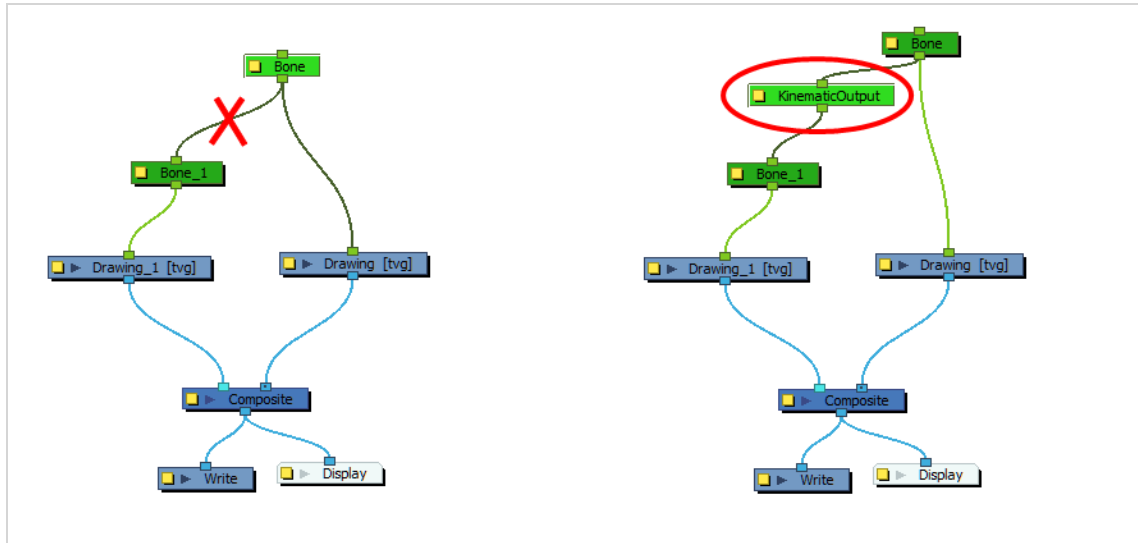 Bone
Bone_1
Drawing_1 [tvg]
Drawing [tvg]
Composite
Write
Display
Bone
KinematicOutput
Bone_1
Drawing_1 [tvg]
Drawing [tvg]
Composite
Write
Display